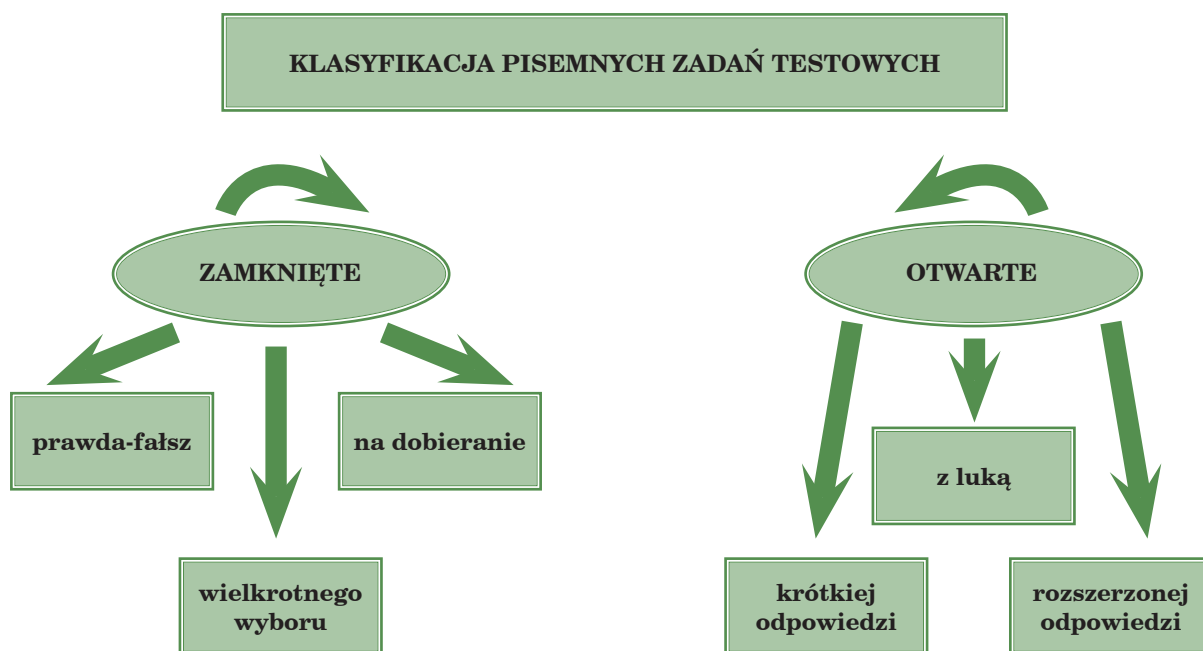 KLASYFIKACJA PISEMNYCH ZADAŃ TESTOWYCH
ZAMKNIĘTE
OTWARTE
prawda-fałsz
na dobieranie
z luką
wielkrotnego
wyboru
krótkiej
odpowiedzi
rozszerzonej
odpowiedzi